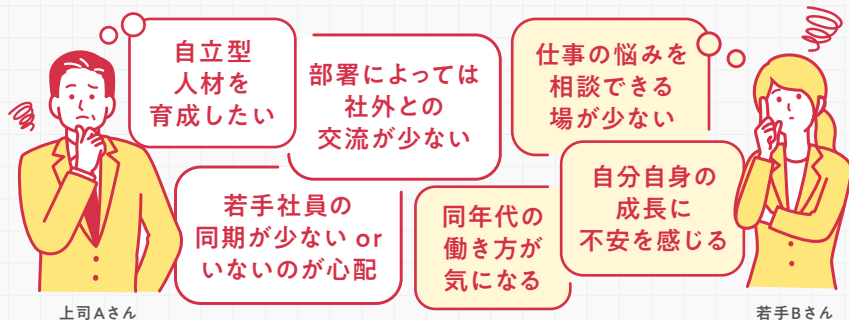 自立型
人材を
育成したい
部署によっては
社外との
交流が少ない
若手社員の
同期が少ない or
いないのが心配
仕事の悩みを
相談できる
場が少ない
同年代の
働き方が
気になる
自分自身の
成長に
不安を感じる
上司Aさん
若手Bさん